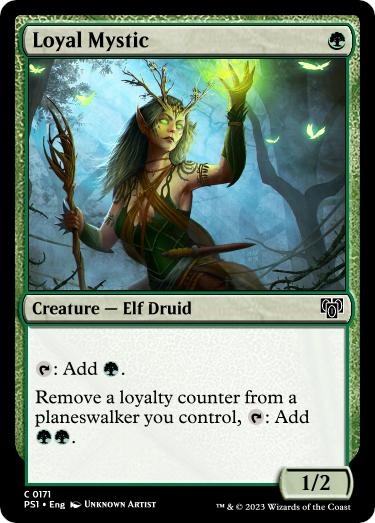 Loyal Mystic
Creature — Elf Druid
: Add .
Remove a loyalty counter from a
planeswalker you control, : Add
.
1/2
C 0171
PS1 • Eng Unknown Artist
™ & © 2023 Wizards of the Coast